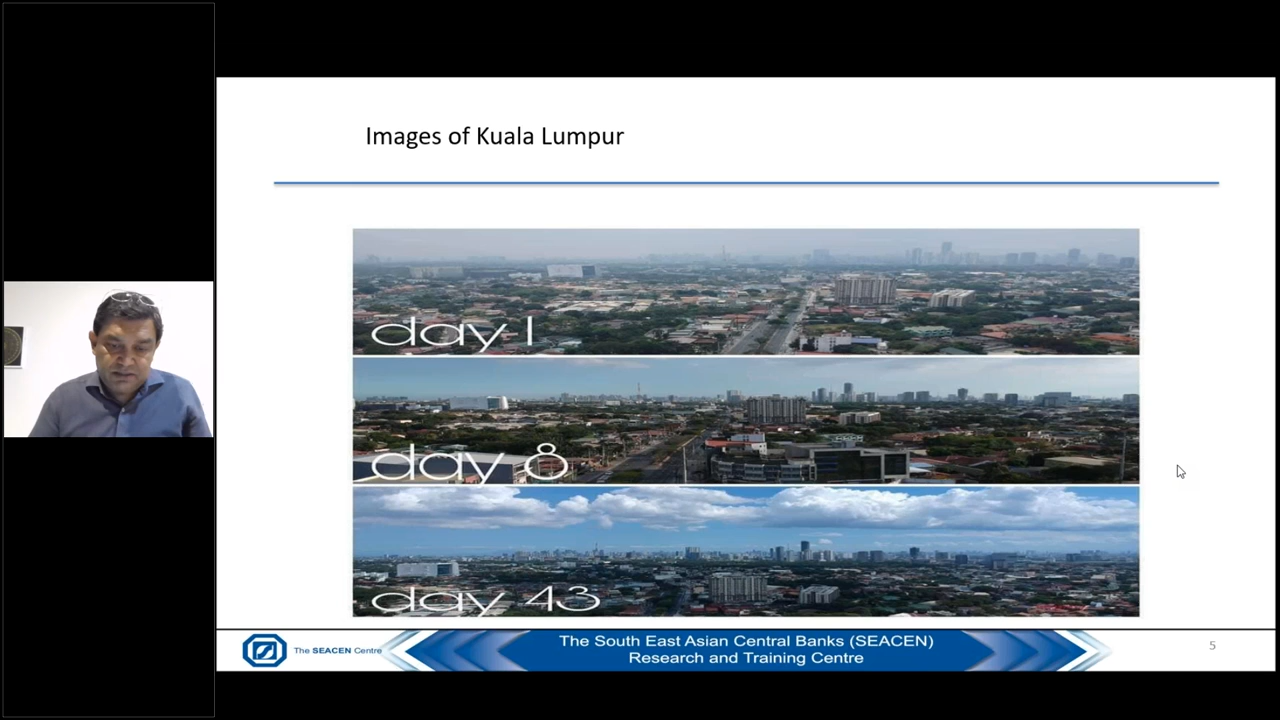 Images of Kuala Lumpur
day 1
day 8
day 43
The SEACEN Centre
The South East Asian Central Banks (SEACEN)
Research and Training Centre
5